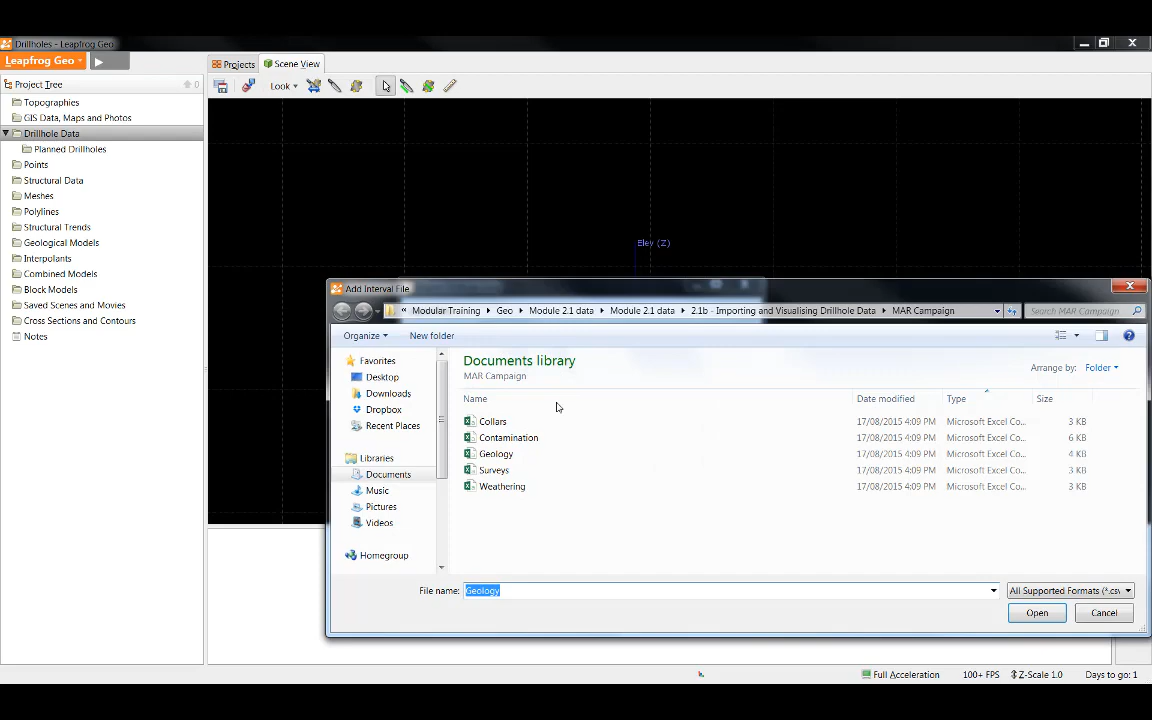 Drillholes - Leapfrog Geo
Leapfrog Geo
Projects
Scene View
Project Tree
0
Look
Topographies
GIS Data, Maps and Photos
Drillhole Data
Planned Drillholes
Points
Structural Data
Meshes
Polylines
Structural Trends
Geological Models
Interpolants
Combined Models
Block Models
Saved Scenes and Movies
Cross Sections and Contours
Notes
Elev (Z)
Add Interval File
« Modular Training Geo Module 2.1 data Module 2.1 data 2.1b - Importing and Visualising Drillhole Data MAR Campaign
Search MAR Campaign
Organize
New folder
Favorites
Desktop
Downloads
Dropbox
Recent Places
Libraries
Documents
Music
Pictures
Videos
Homegroup
Documents library
MAR Campaign
Arrange by: Folder
Name Date modified Type Size
Collars 17/08/2015 4:09 PM Microsoft Excel Co... 3 KB
Contamination 17/08/2015 4:09 PM Microsoft Excel Co... 6 KB
Geology 17/08/2015 4:09 PM Microsoft Excel Co... 4 KB
Surveys 17/08/2015 4:09 PM Microsoft Excel Co... 3 KB
Weathering 17/08/2015 4:09 PM Microsoft Excel Co... 3 KB
File name: Geology
All Supported Formats (*.csv
Open
Cancel
Full Acceleration 100+ FPS Z-Scale 1.0 Days to go: 1